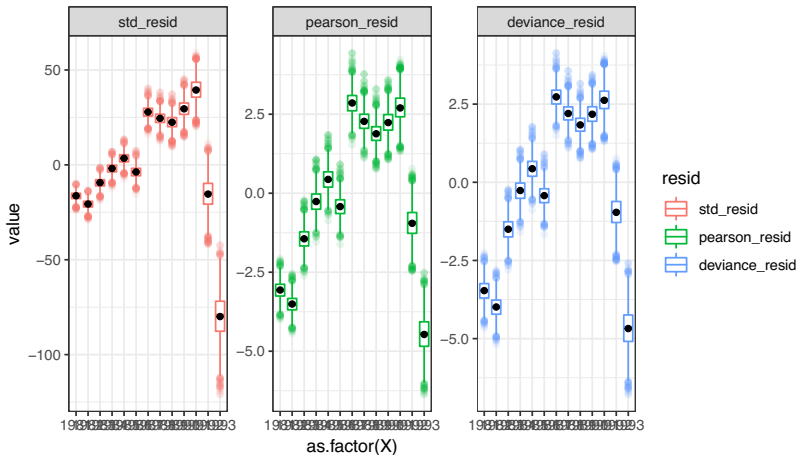 std_resid
pearson_resid
deviance_resid
50
0
−50
−100
2.5
0.0
−2.5
−5.0
2.5
0.0
−2.5
−5.0
value
as.factor(X)
resid
std_resid
pearson_resid
deviance_resid